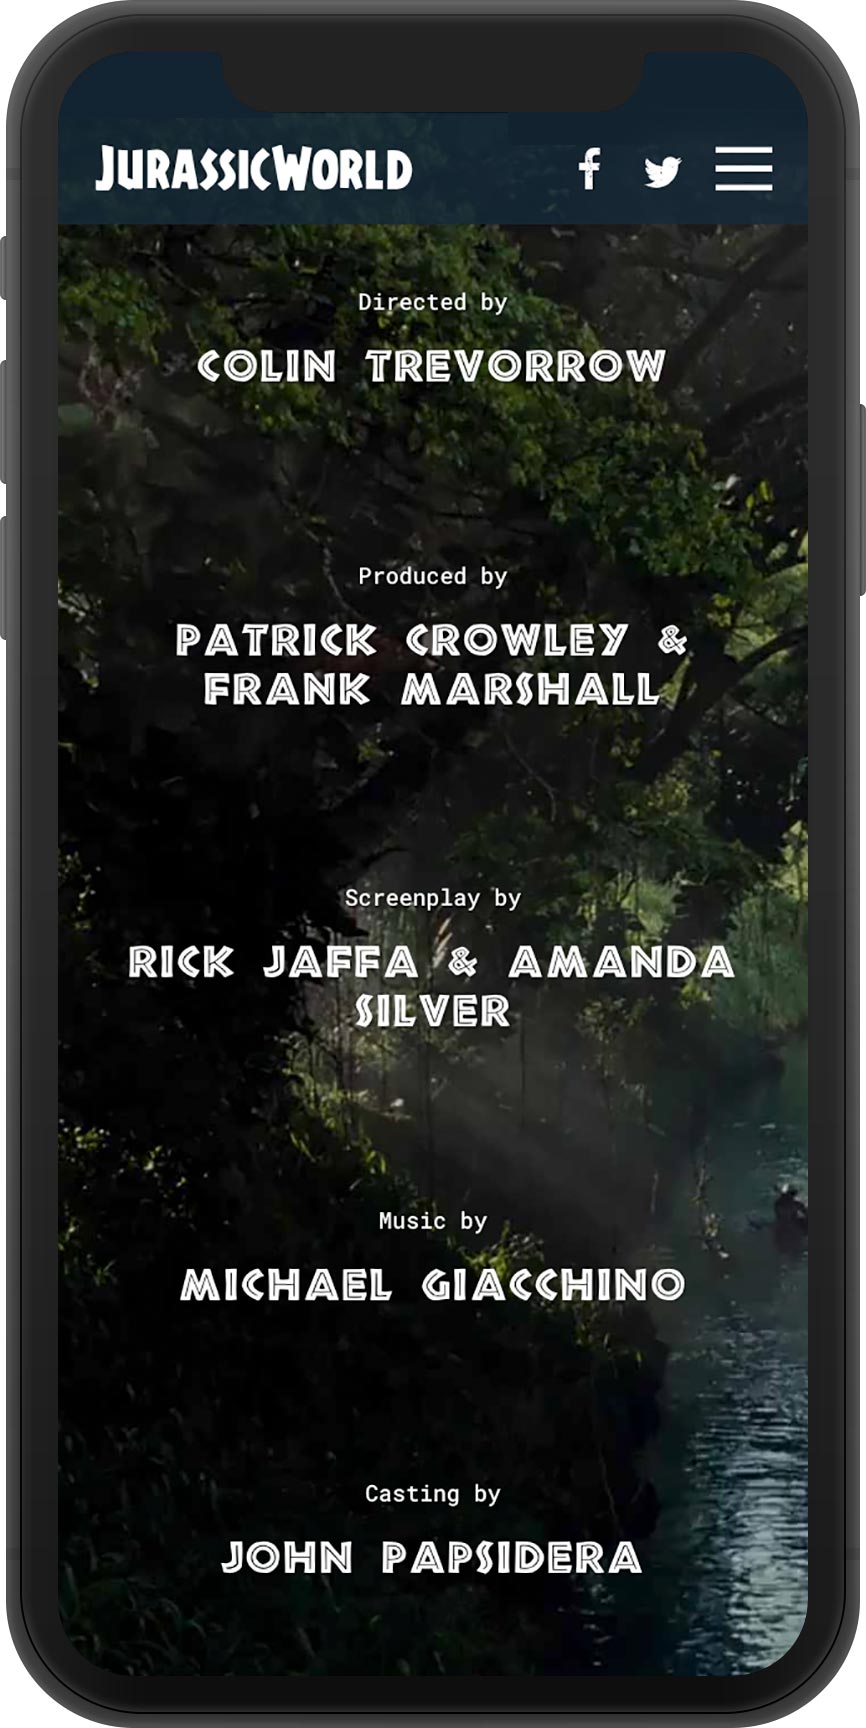 JURASSICWORLD
Directed by
COLIN TREVORROW
Produced by
PATRICK CROWLEY &
FRANK MARSHALL
Screenplay by
RICK JAFFA & AMANDA
SILVER
Music by
MICHAEL GIACCHINO
Casting by
JOHN PAPSIDERA